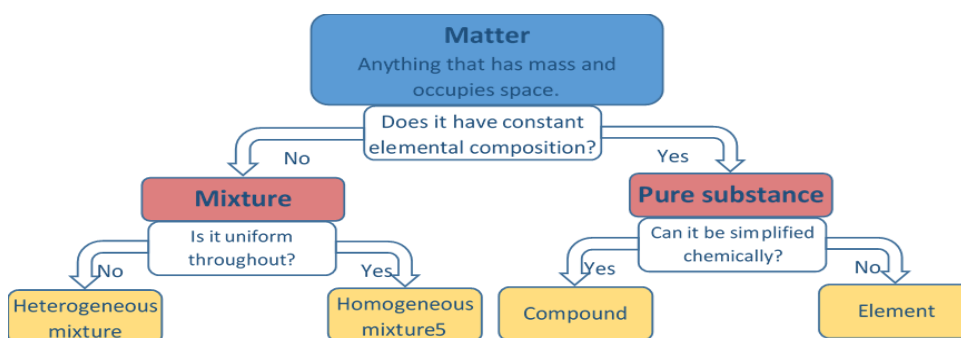 Matter
Anything that has mass and
occupies space.
Does it have constant
elemental composition?
No
Yes
Mixture
Pure substance
Is it uniform
throughout?
Can it be simplified
chemically?
No
Yes
Yes
No
Heterogeneous
mixture
Homogeneous
mixture5
Compound
Element